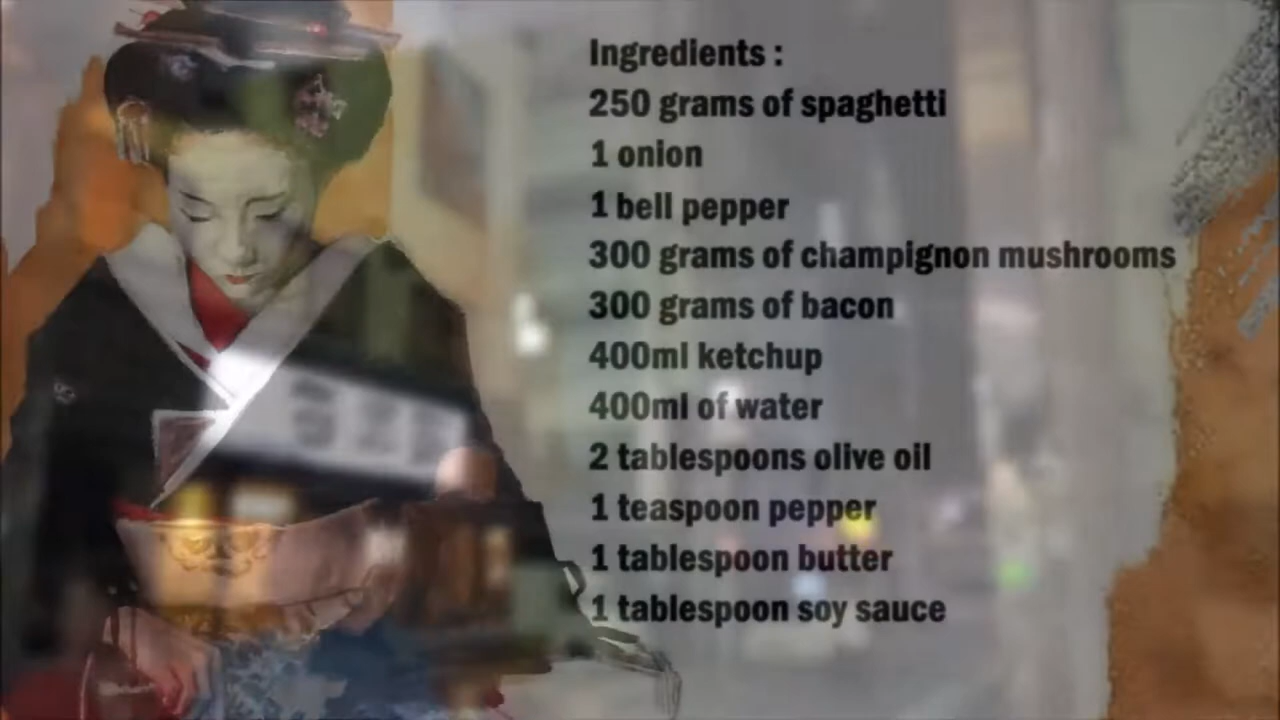 Ingredients :
250 grams of spaghetti
1 onion
1 bell pepper
300 grams of champignon mushrooms
300 grams of bacon
400ml ketchup
400ml of water
2 tablespoons olive oil
1 teaspoon pepper
1 tablespoon butter
1 tablespoon soy sauce